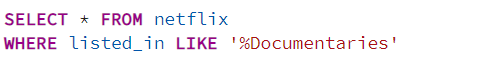 SELECT * FROM netflix
WHERE listed_in LIKE '%Documentaries'